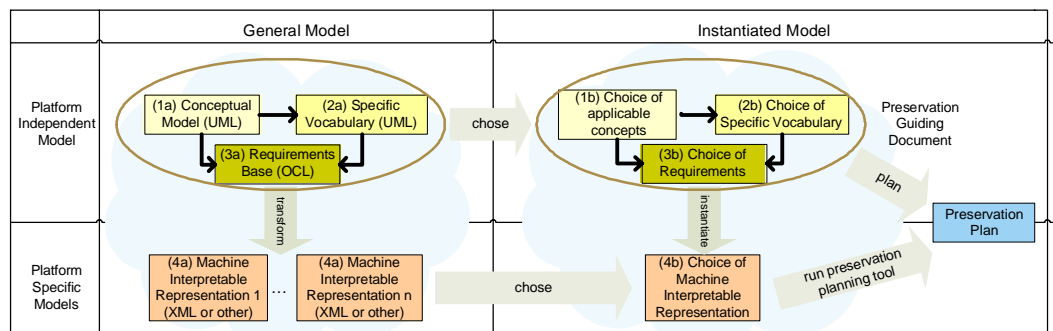 General Model
Instantiated Model
Platform
Independent
Model
(1a) Conceptual
Model (UML)
(2a) Specific
Vocabulary (UML)
(3a) Requirements
Base (OCL)
chose
(1b) Choice of
applicable
concepts
(2b) Choice of
Specific Vocabulary
(3b) Choice of
Requirements
Preservation
Guiding
Document
plan
transform
instantiate
Preservation
Plan
Platform
Specific
Models
(4a) Machine
Interpretable
Representation 1
(XML or other)
...
(4a) Machine
Interpretable
Representation n
(XML or other)
chose
(4b) Choice of
Machine
Interpretable
Representation
run preservation
planning tool